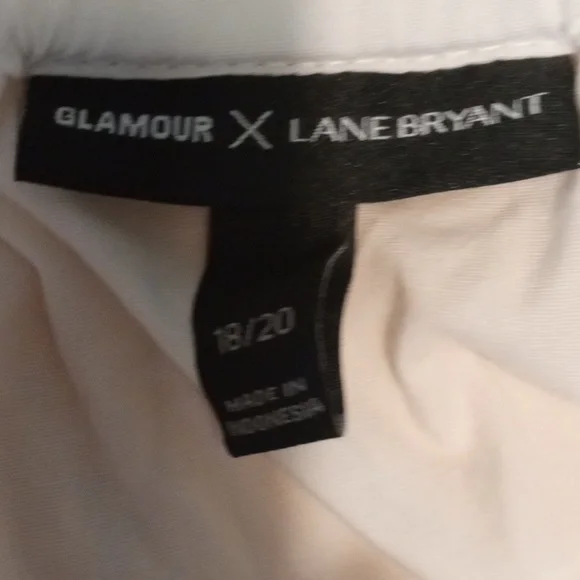 GLAMOUR X LANE BRYANT
18/20
MADE IN
INDONESIA